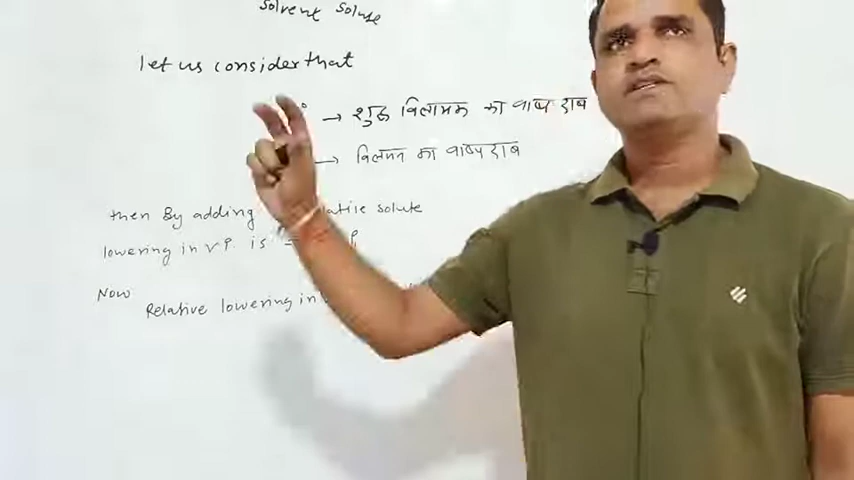 solvent solute
let us consider that
→ शुद्ध विलायक का वाष्प दाब
→ विलयन का वाष्प दाब
then By adding solute
lowering in V.P. is =
Now
Relative lowering in